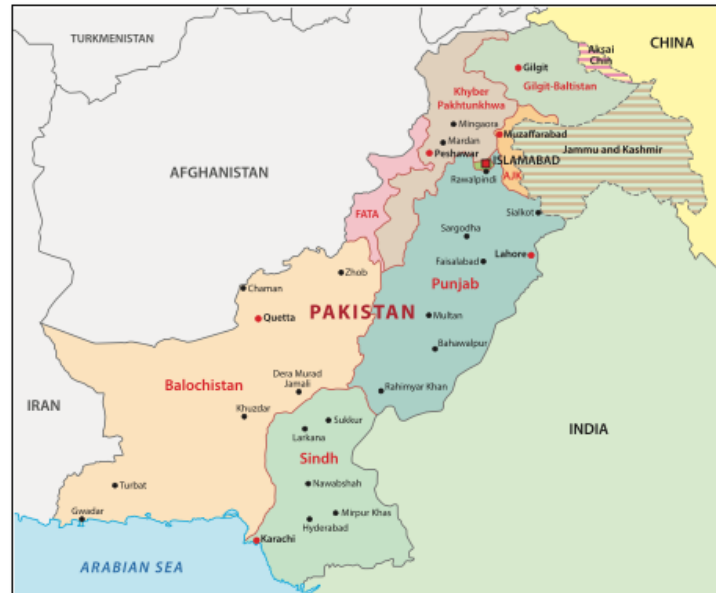 TURKMENISTAN
CHINA
Aksai
Chin
Gilgit
Gilgit-Baltistan
Khyber
Pakhtunkhwa
Mingaora
Mardan
Muzaffarabad
Jammu and Kashmir
Peshawar
ISLAMABAD
AJK
Rawalpindi
AFGHANISTAN
FATA
Sialkot
Sargodha
Lahore
Faisalabad
Zhob
Punjab
Chaman
PAKISTAN
Quetta
Multan
Bahawalpur
Dera Murad
Jamali
Balochistan
Rahimyar Khan
IRAN
Khuzdar
Sukkur
Larkana
INDIA
Sindh
Turbat
Nawabshah
Gwadar
Mirpur Khas
Hyderabad
Karachi
ARABIAN SEA